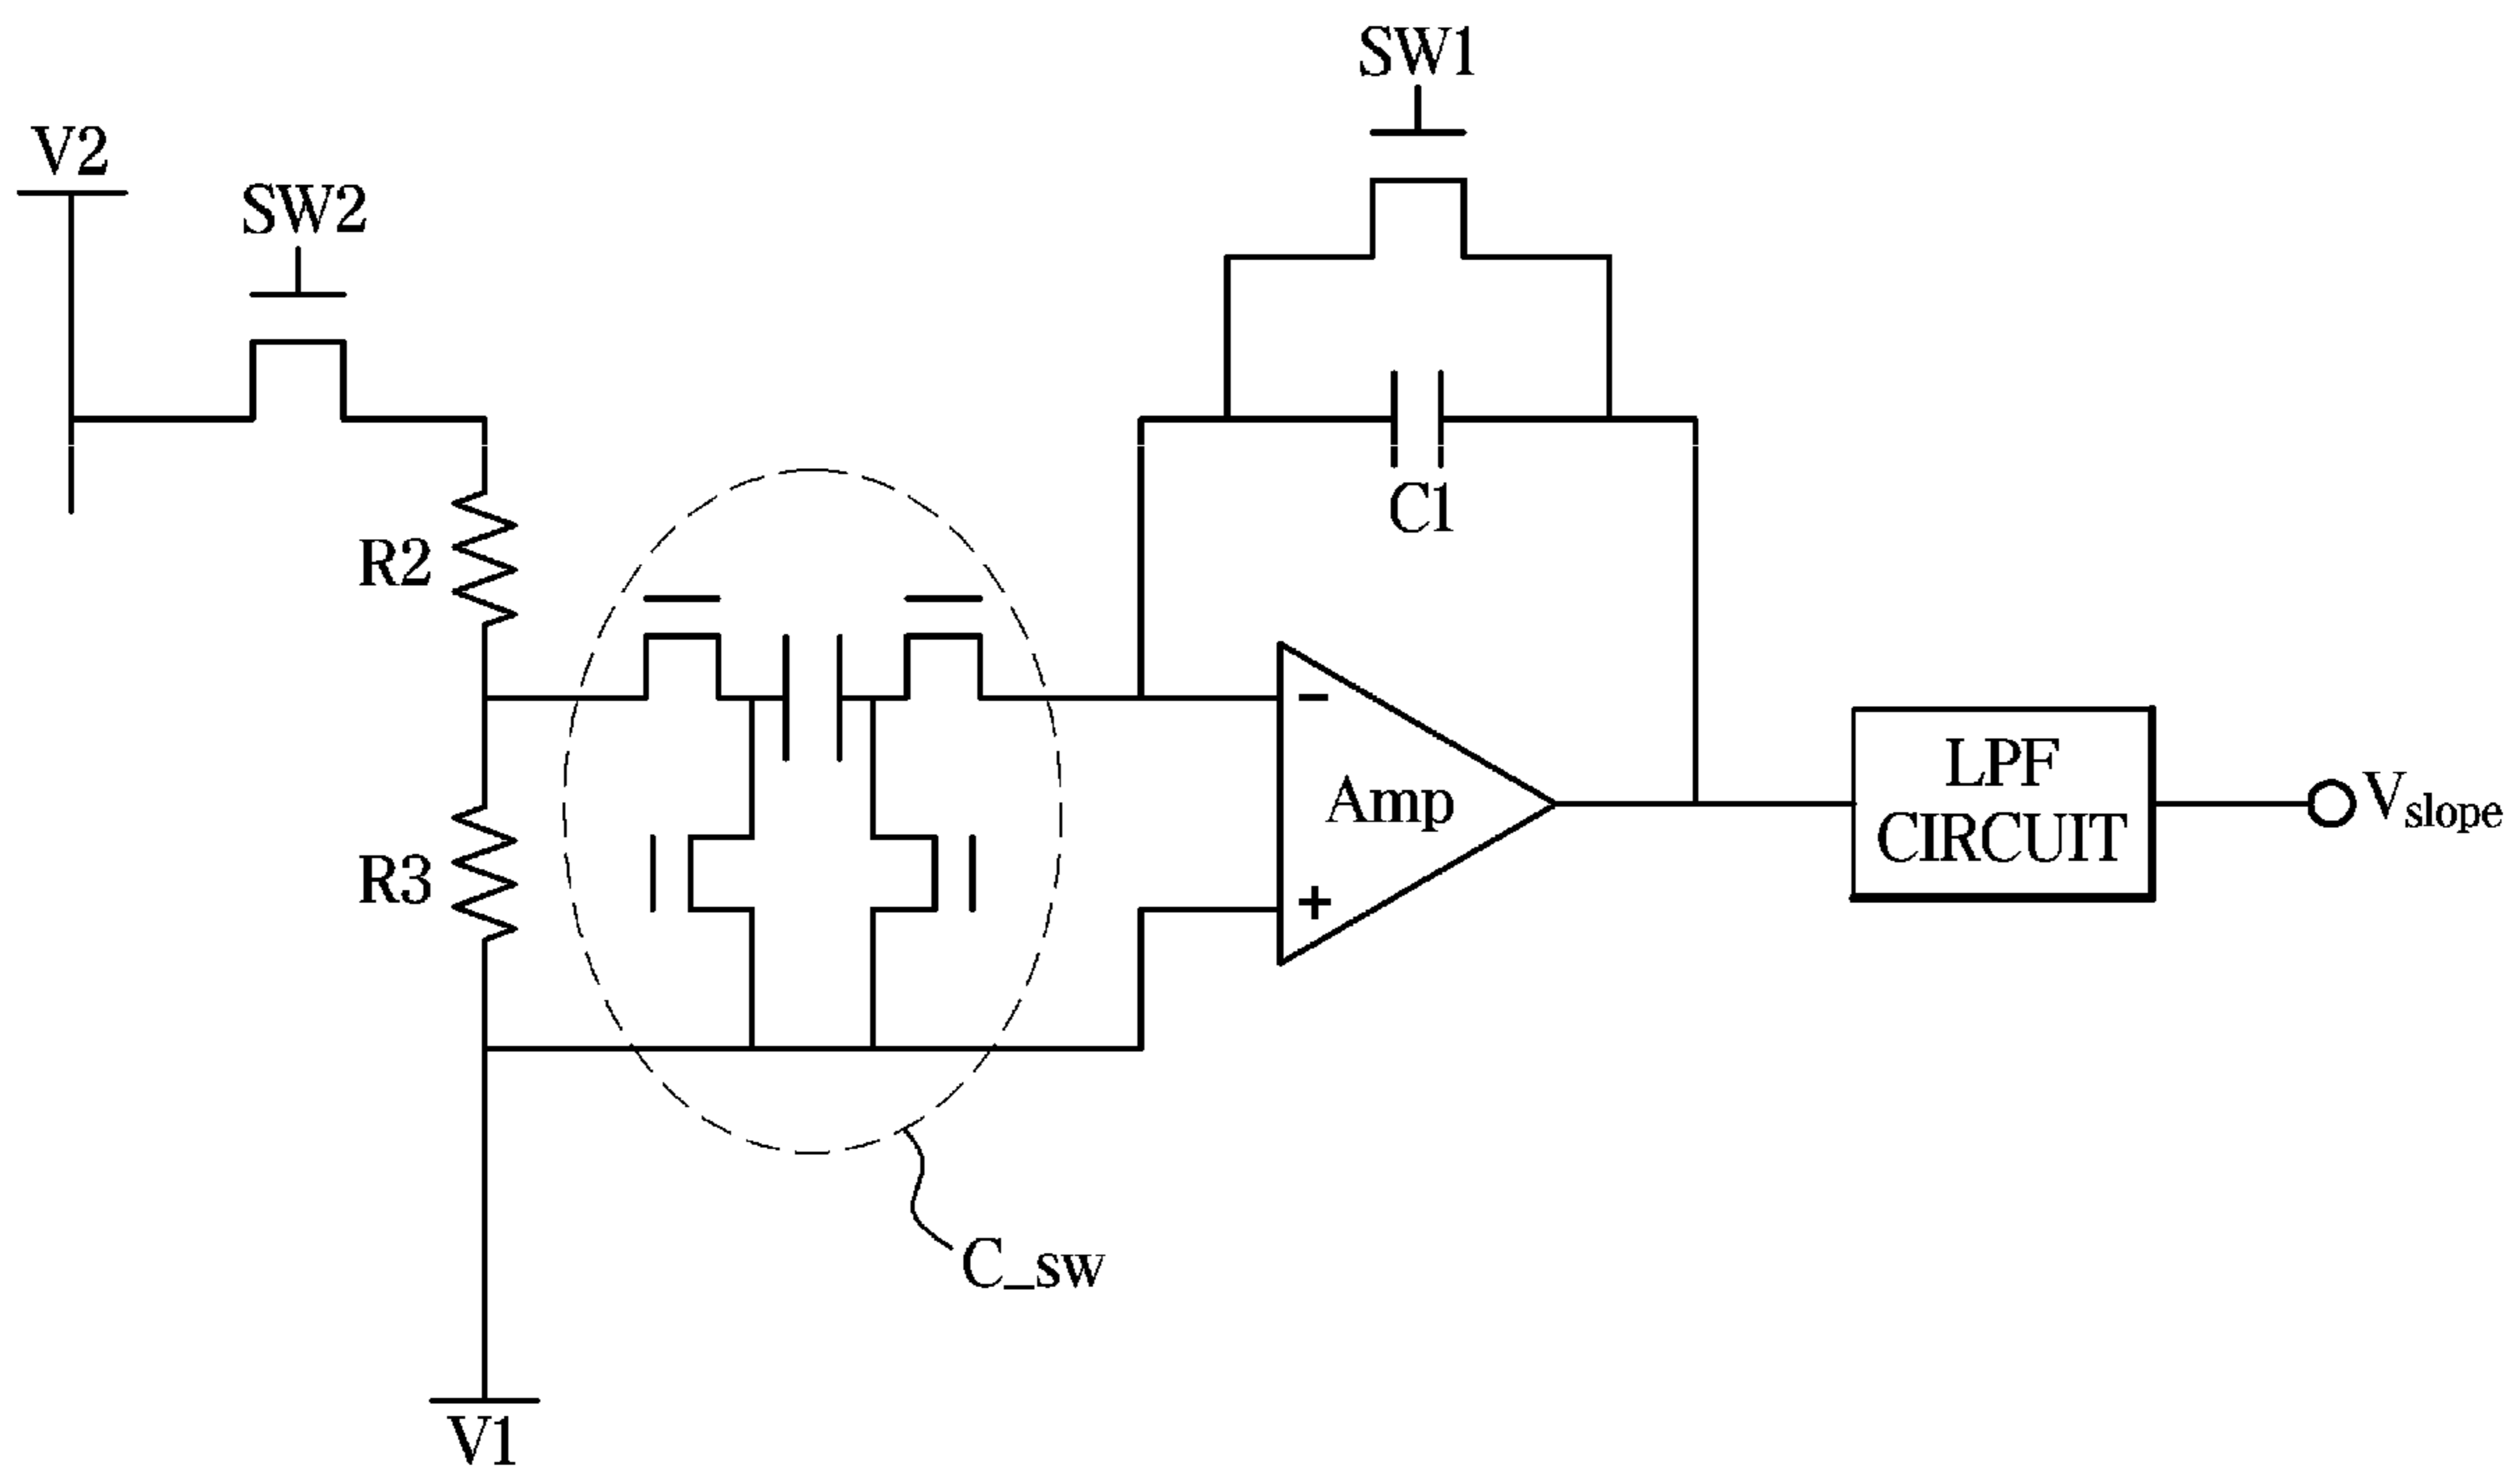 SW1
V2
SW2
C1
R2
-
LPF
CIRCUIT
Amp
Vslope
R3
+
C_sw
V1